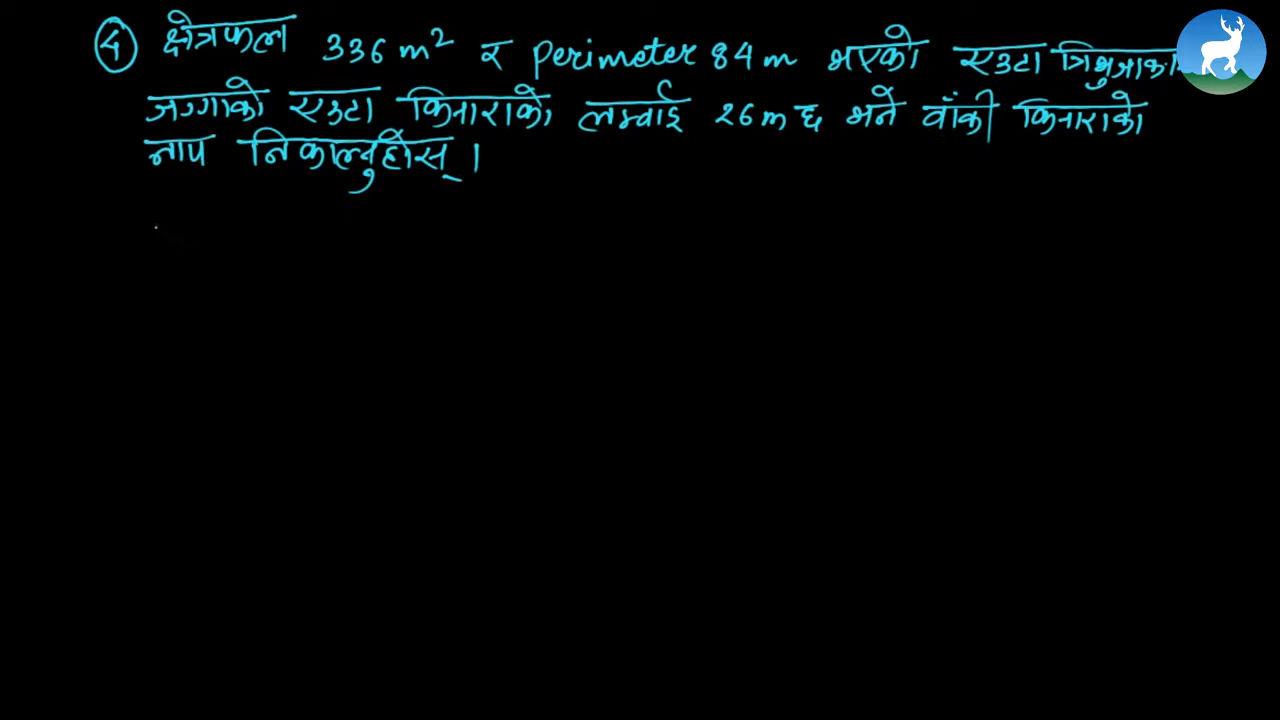 ④ क्षेत्रफल 336 m² र perimeter 84 m भएको एउटा त्रिभुजाकार
जग्गाको एउटा किनाराको लम्वाई 26 m छ भने वाँकी किनाराको
नाप निकाल्नुहोस् ।